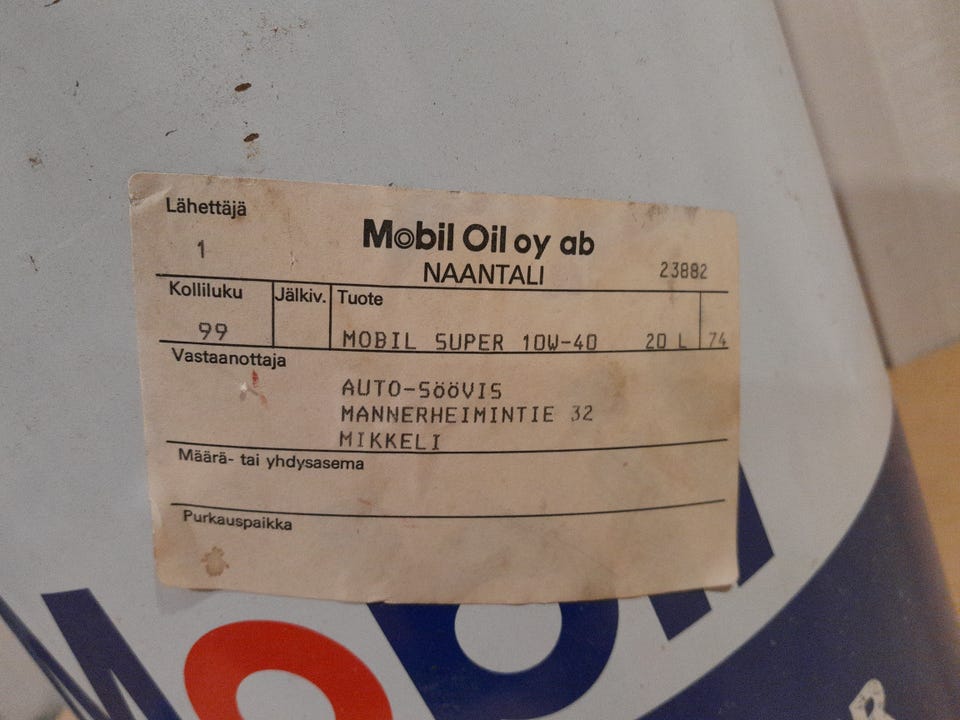 Lähettäjä
1
Mobil Oil oy ab
NAANTALI
23882
Kolliluku
Jälkiv.
Tuote
99
MOBIL SUPER 10W-40 20 L 74
Vastaanottaja
AUTO-SÖÖVIS
MANNERHEIMINTIE 32
MIKKELI
Määrä- tai yhdysasema
Purkauspaikka
Mobil